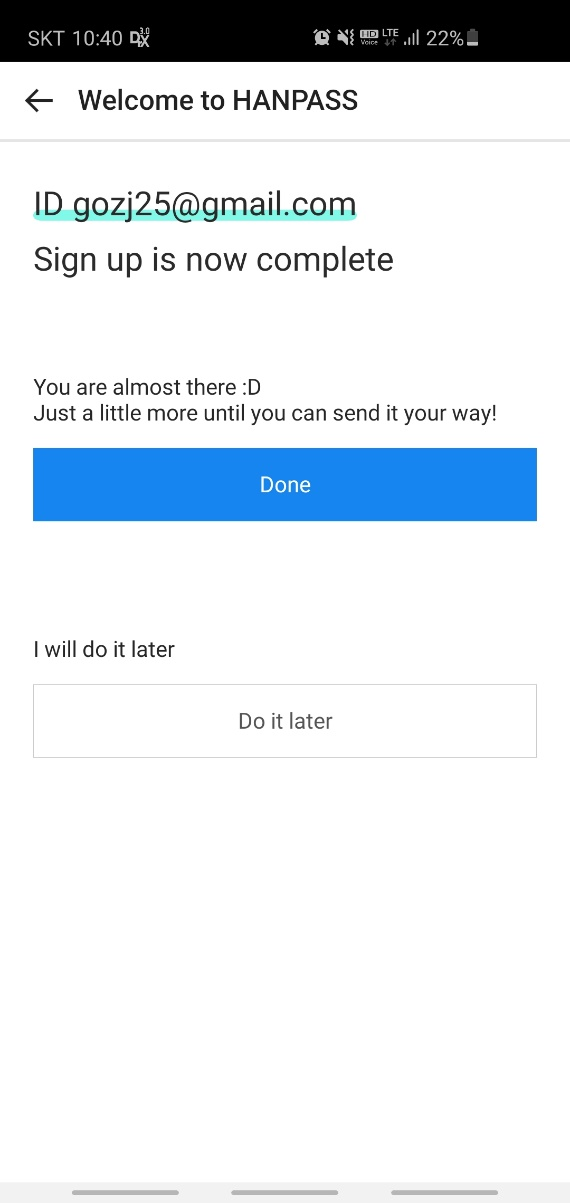 SKT 10:40
LTE 22%
Welcome to HANPASS
ID gozj25@gmail.com
Sign up is now complete
You are almost there :D
Just a little more until you can send it your way!
Done
I will do it later
Do it later